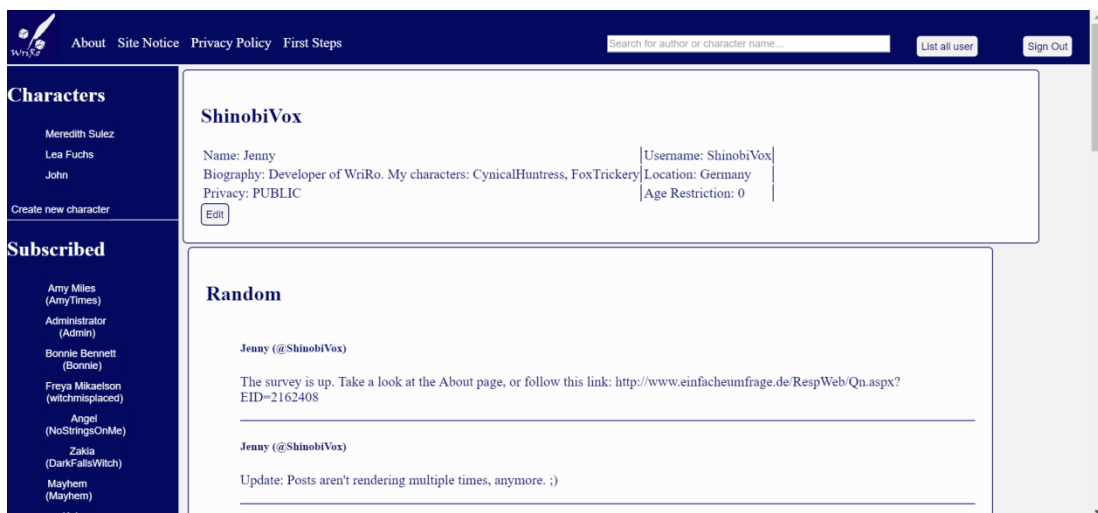 WriRo
About Site Notice Privacy Policy First Steps
Search for author or character name...
List all user
Sign Out
Characters
Meredith Sulez
Lea Fuchs
John
Create new character
Subscribed
Amy Miles
(AmyTimes)
Administrator
(Admin)
Bonnie Bennett
(Bonnie)
Freya Mikaelson
(witchmisplaced)
Angel
(NoStringsOnMe)
Zakia
(DarkFallsWitch)
Mayhem
(Mayhem)
ShinobiVox
Name: Jenny Username: ShinobiVox
Biography: Developer of WriRo. My characters: CynicalHuntress, FoxTrickery Location: Germany
Privacy: PUBLIC Age Restriction: 0
Edit
Random
Jenny (@ShinobiVox)
The survey is up. Take a look at the About page, or follow this link: http://www.einfacheumfrage.de/RespWeb/Qn.aspx?
EID=2162408
Jenny (@ShinobiVox)
Update: Posts aren't rendering multiple times, anymore. ;)